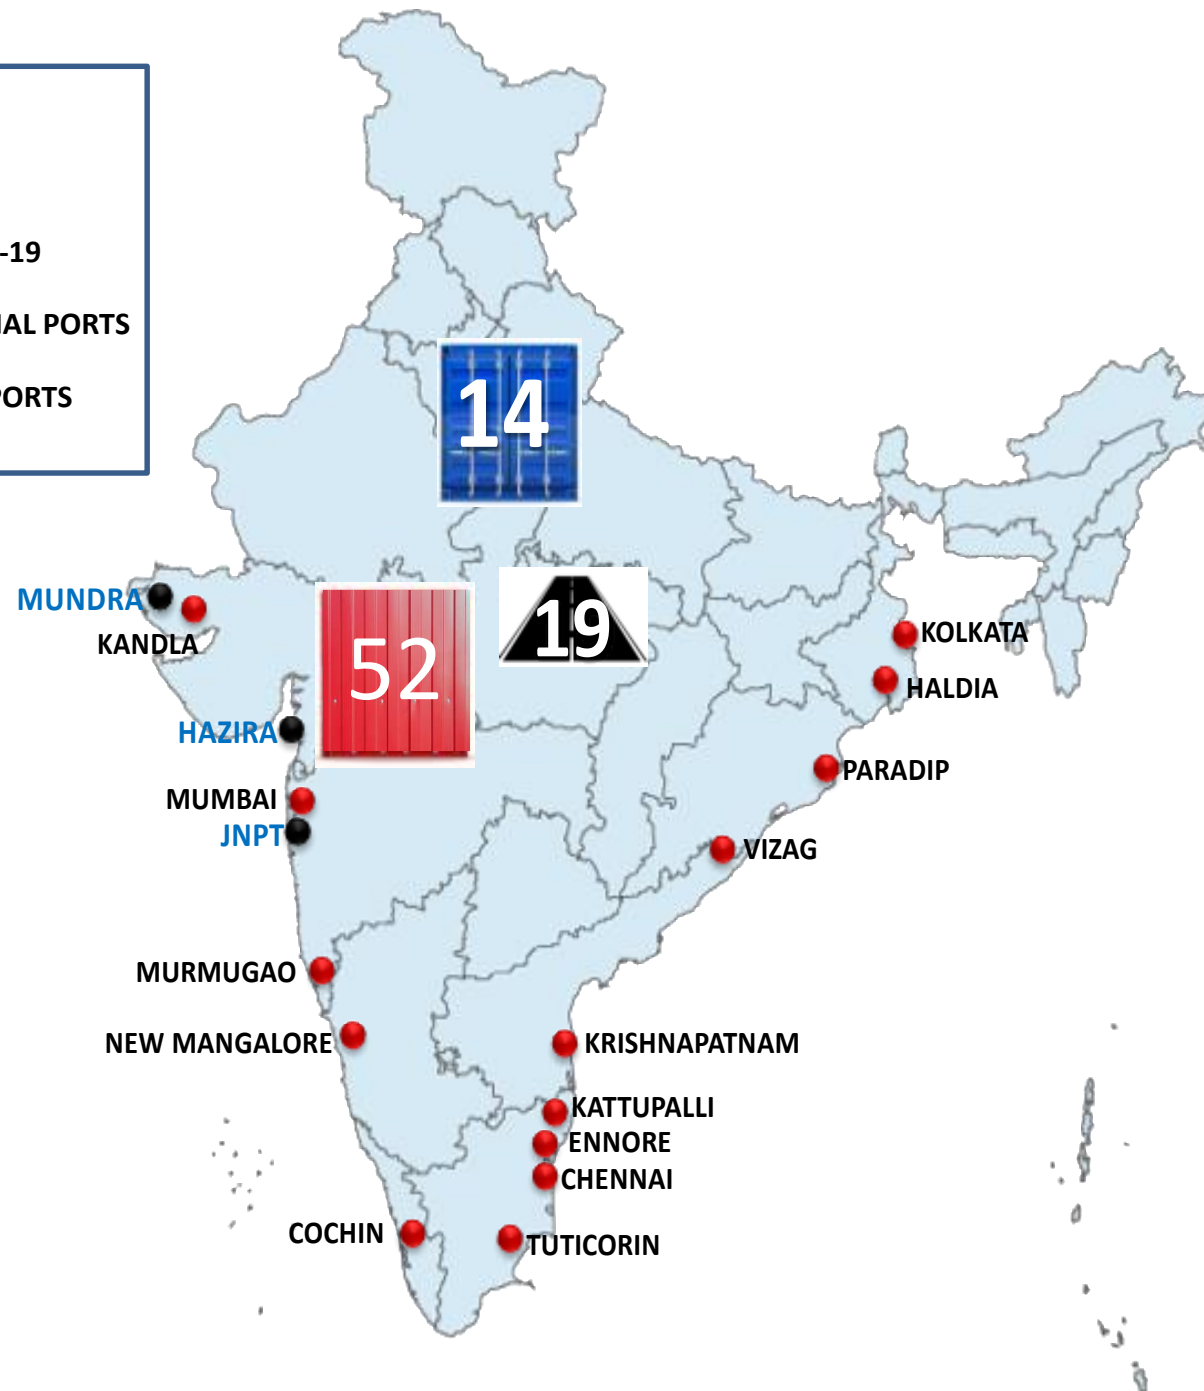 -19
IAL PORTS
PORTS
14
MUNDRA
KANDLA
52
19
KOLKATA
HALDIA
HAZIRA
PARADIP
MUMBAI
JNPT
VIZAG
MURMUGAO
NEW MANGALORE
KRISHNAPATNAM
KATTUPALLI
ENNORE
CHENNAI
COCHIN
TUTICORIN